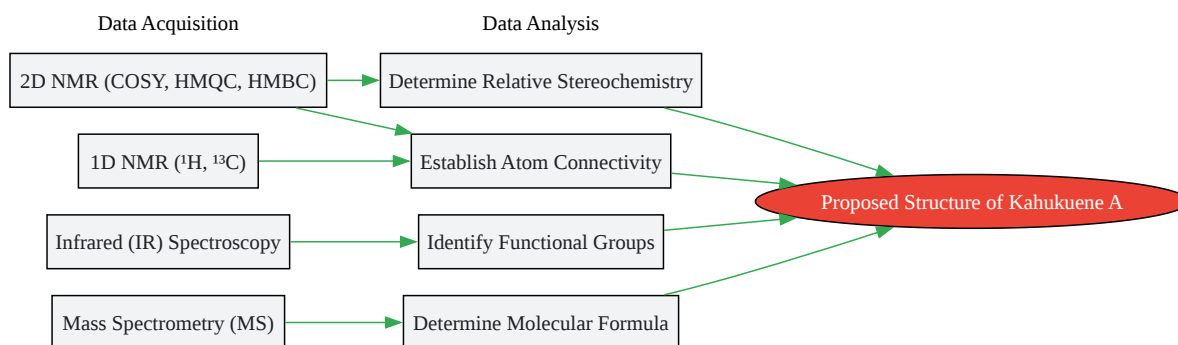 Data Acquisition
Data Analysis
2D NMR (COSY, HMQC, HMBC)
Determine Relative Stereochemistry
1D NMR (¹H, ¹³C)
Establish Atom Connectivity
Proposed Structure of Kahukuene A
Infrared (IR) Spectroscopy
Identify Functional Groups
Mass Spectrometry (MS)
Determine Molecular Formula